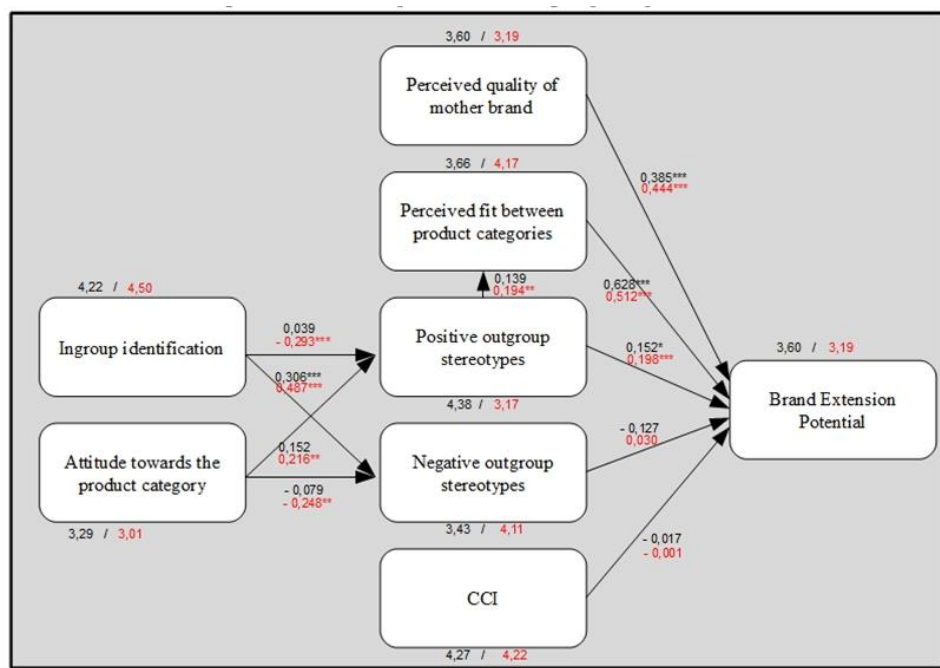 3,60 / 3,19
Perceived quality of
mother brand
3,66 / 4,17
Perceived fit between
product categories
0,385***
0,444***
0,139
0,194**
0,628***
0,512***
4,22 / 4,50
Ingroup identification
0,039
- 0,293***
Positive outgroup
stereotypes
4,38 / 3,17
0,152*
0,198***
3,60 / 3,19
Brand Extension
Potential
0,306***
0,487***
Attitude towards the
product category
3,29 / 3,01
0,152
0,216**
- 0,079
- 0,248**
Negative outgroup
stereotypes
3,43 / 4,11
- 0,127
0,030
CCI
4,27 / 4,22
- 0,017
- 0,001